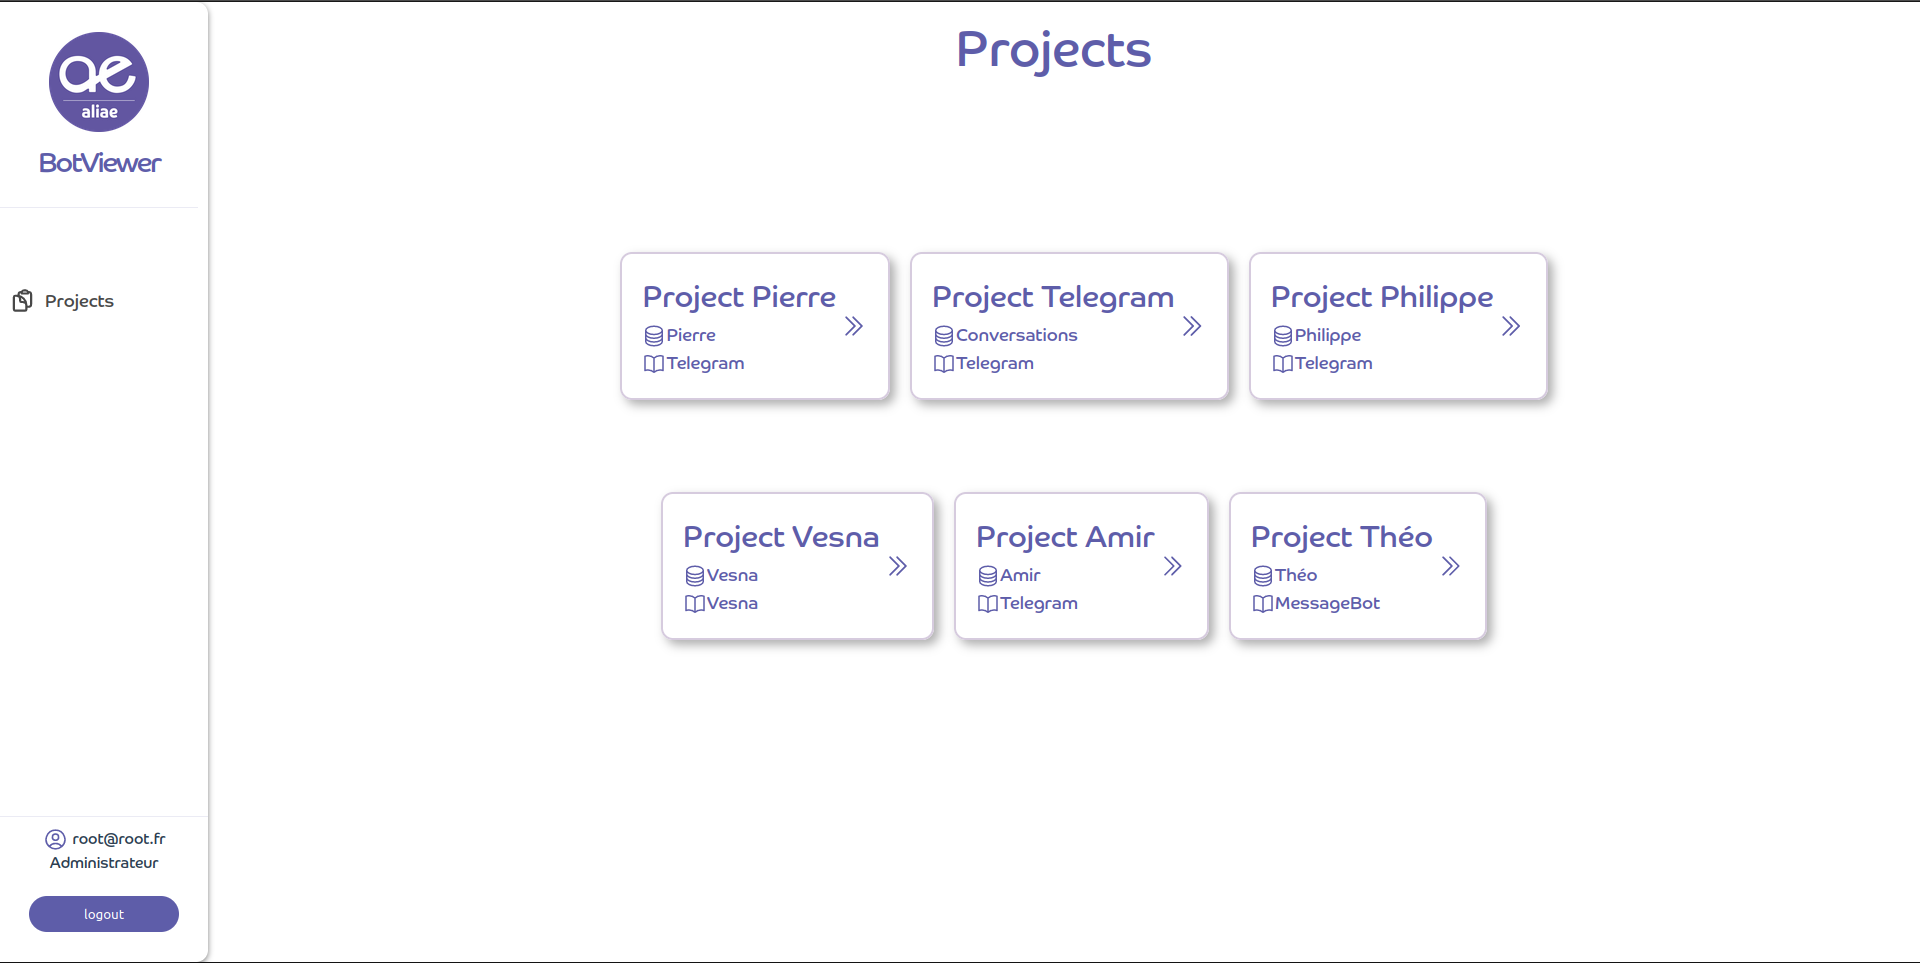 ae
aliae
BotViewer
Projects
root@root.fr
Administrateur
logout
Projects
Project Pierre
Pierre
Telegram
Project Telegram
Conversations
Telegram
Project Philippe
Philippe
Telegram
Project Vesna
Vesna
Vesna
Project Amir
Amir
Telegram
Project Théo
Théo
MessageBot